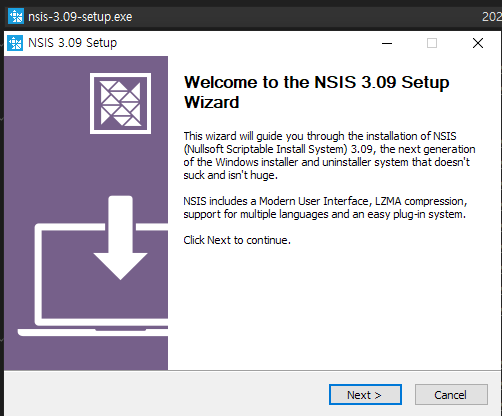 nsis-3.09-setup.exe
202
NSIS 3.09 Setup
Welcome to the NSIS 3.09 Setup
Wizard
This wizard will guide you through the installation of NSIS
(Nullsoft Scriptable Install System) 3.09, the next generation
of the Windows installer and uninstaller system that doesn't
suck and isn't huge.
NSIS includes a Modern User Interface, LZMA compression,
support for multiple languages and an easy plug-in system.
Click Next to continue.
Next >
Cancel